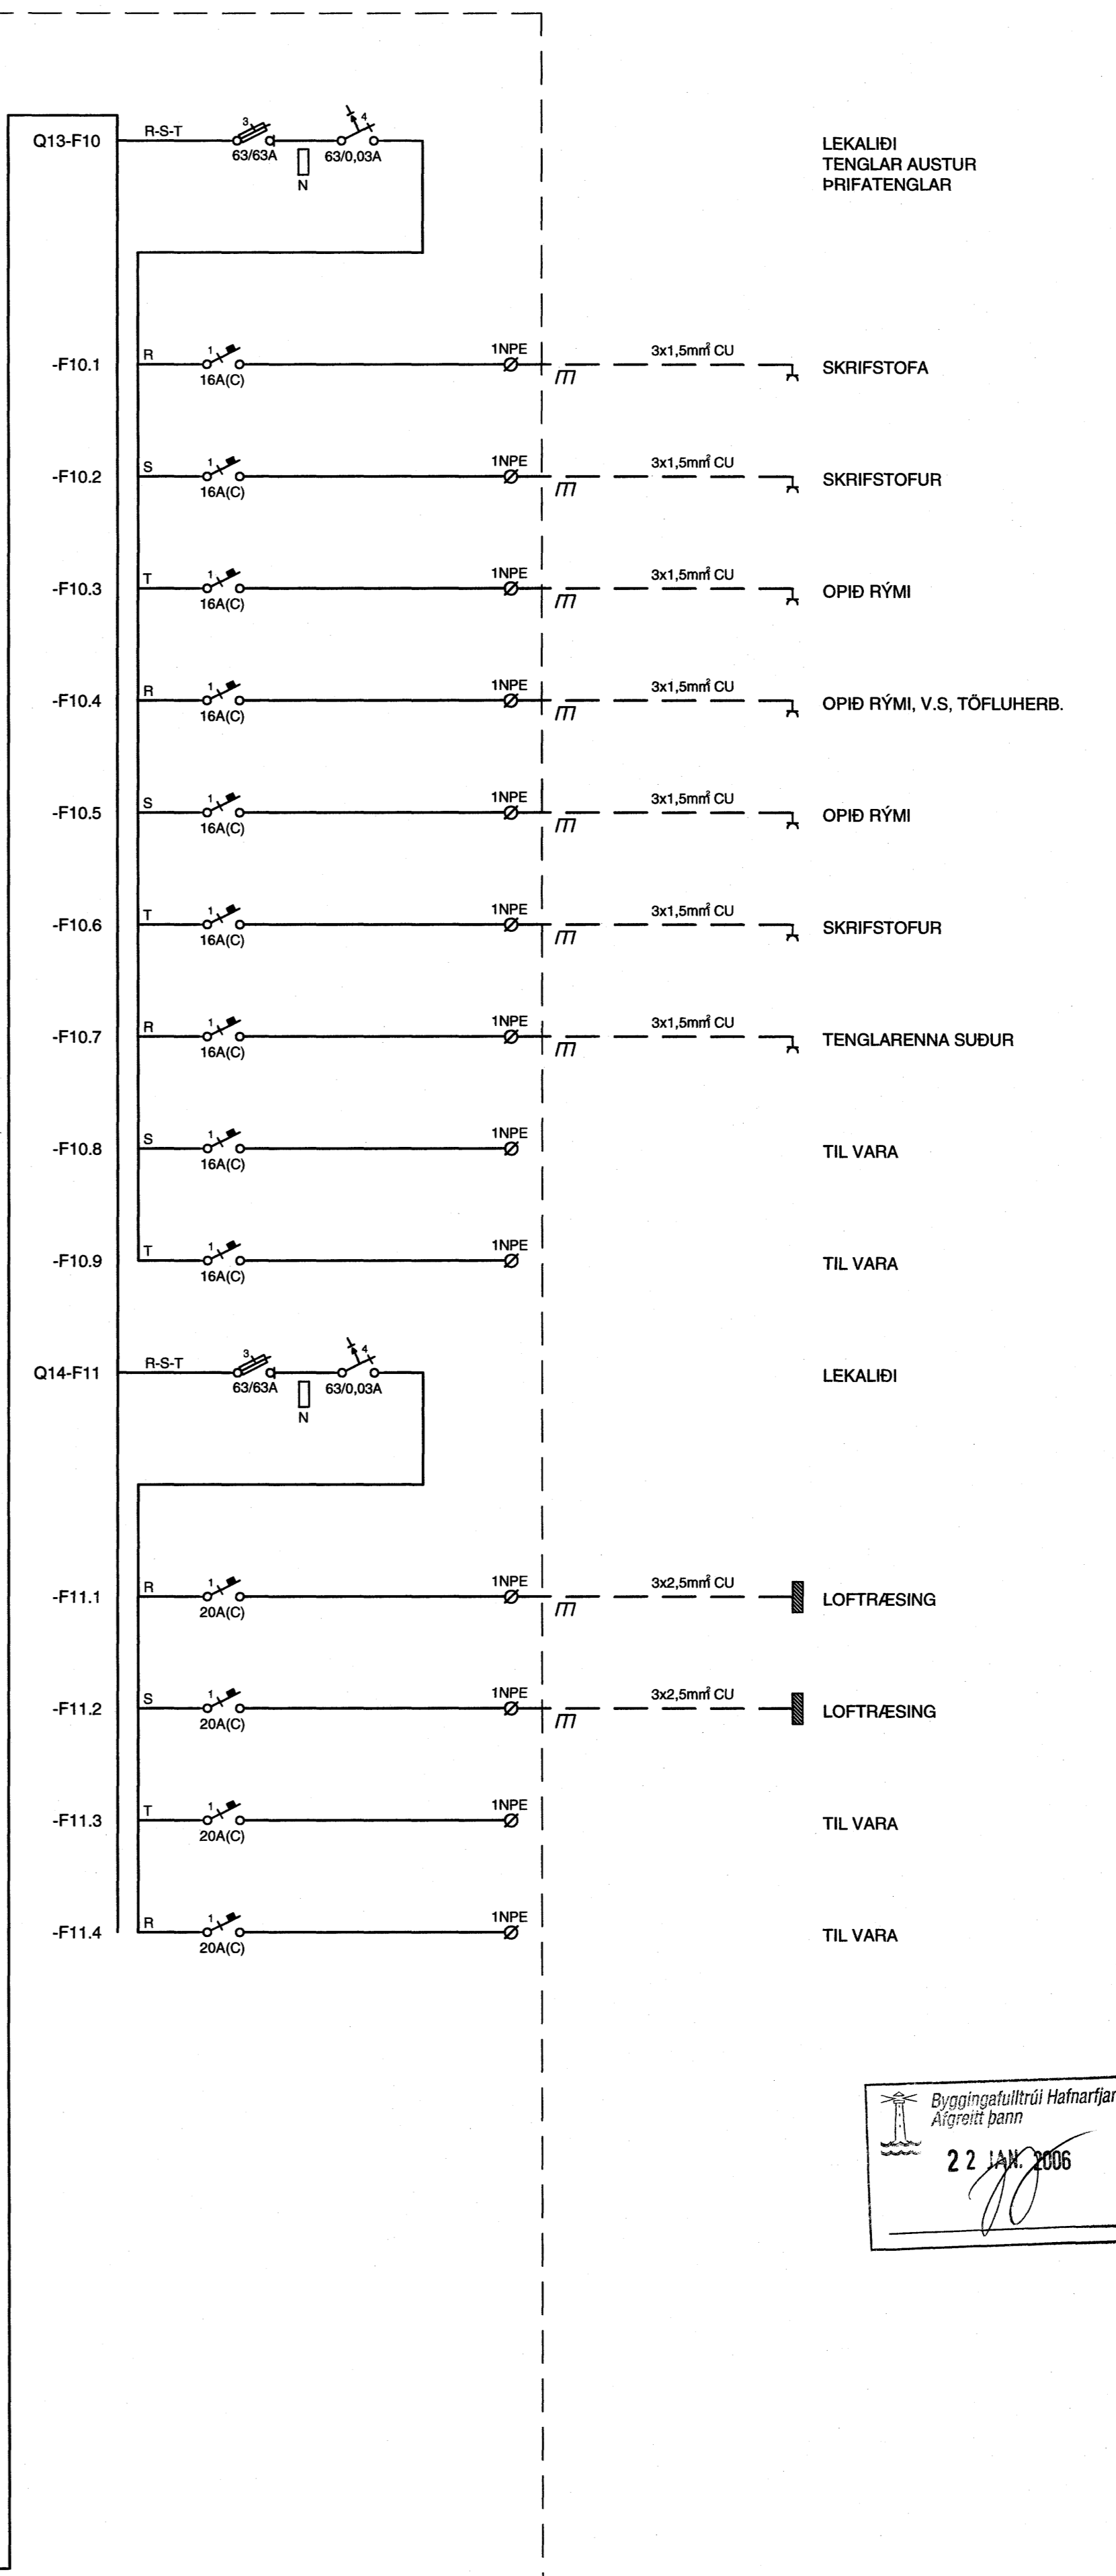 Q13-F10 R-S-T 3 4 LEKALIÐI
63/63A 63/0,03A TENGLAR AUSTUR
N ÞRIFATENGLAR
-F10.1 R 1 1NPE 3x1,5mm² CU SKRIFSTOFA
16A(C)
-F10.2 S 1 1NPE 3x1,5mm² CU SKRIFSTOFUR
16A(C)
-F10.3 T 1 1NPE 3x1,5mm² CU OPIÐ RÝMI
16A(C)
-F10.4 R 1 1NPE 3x1,5mm² CU OPIÐ RÝMI, V.S, TÖFLUHERB.
16A(C)
-F10.5 S 1 1NPE 3x1,5mm² CU OPIÐ RÝMI
16A(C)
-F10.6 T 1 1NPE 3x1,5mm² CU SKRIFSTOFUR
16A(C)
-F10.7 R 1 1NPE 3x1,5mm² CU TENGLARENNA SUÐUR
16A(C)
-F10.8 S 1 1NPE TIL VARA
16A(C)
-F10.9 T 1 1NPE TIL VARA
16A(C)
Q14-F11 R-S-T 3 4 LEKALIÐI
63/63A 63/0,03A
N
-F11.1 R 1 1NPE 3x2,5mm² CU LOFTRÆSING
20A(C)
-F11.2 S 1 1NPE 3x2,5mm² CU LOFTRÆSING
20A(C)
-F11.3 T 1 1NPE TIL VARA
20A(C)
-F11.4 R 1 1NPE TIL VARA
20A(C)
Byggingafulltrúi Hafnarfjar
Afgreitt þann
22 JAN. 2006